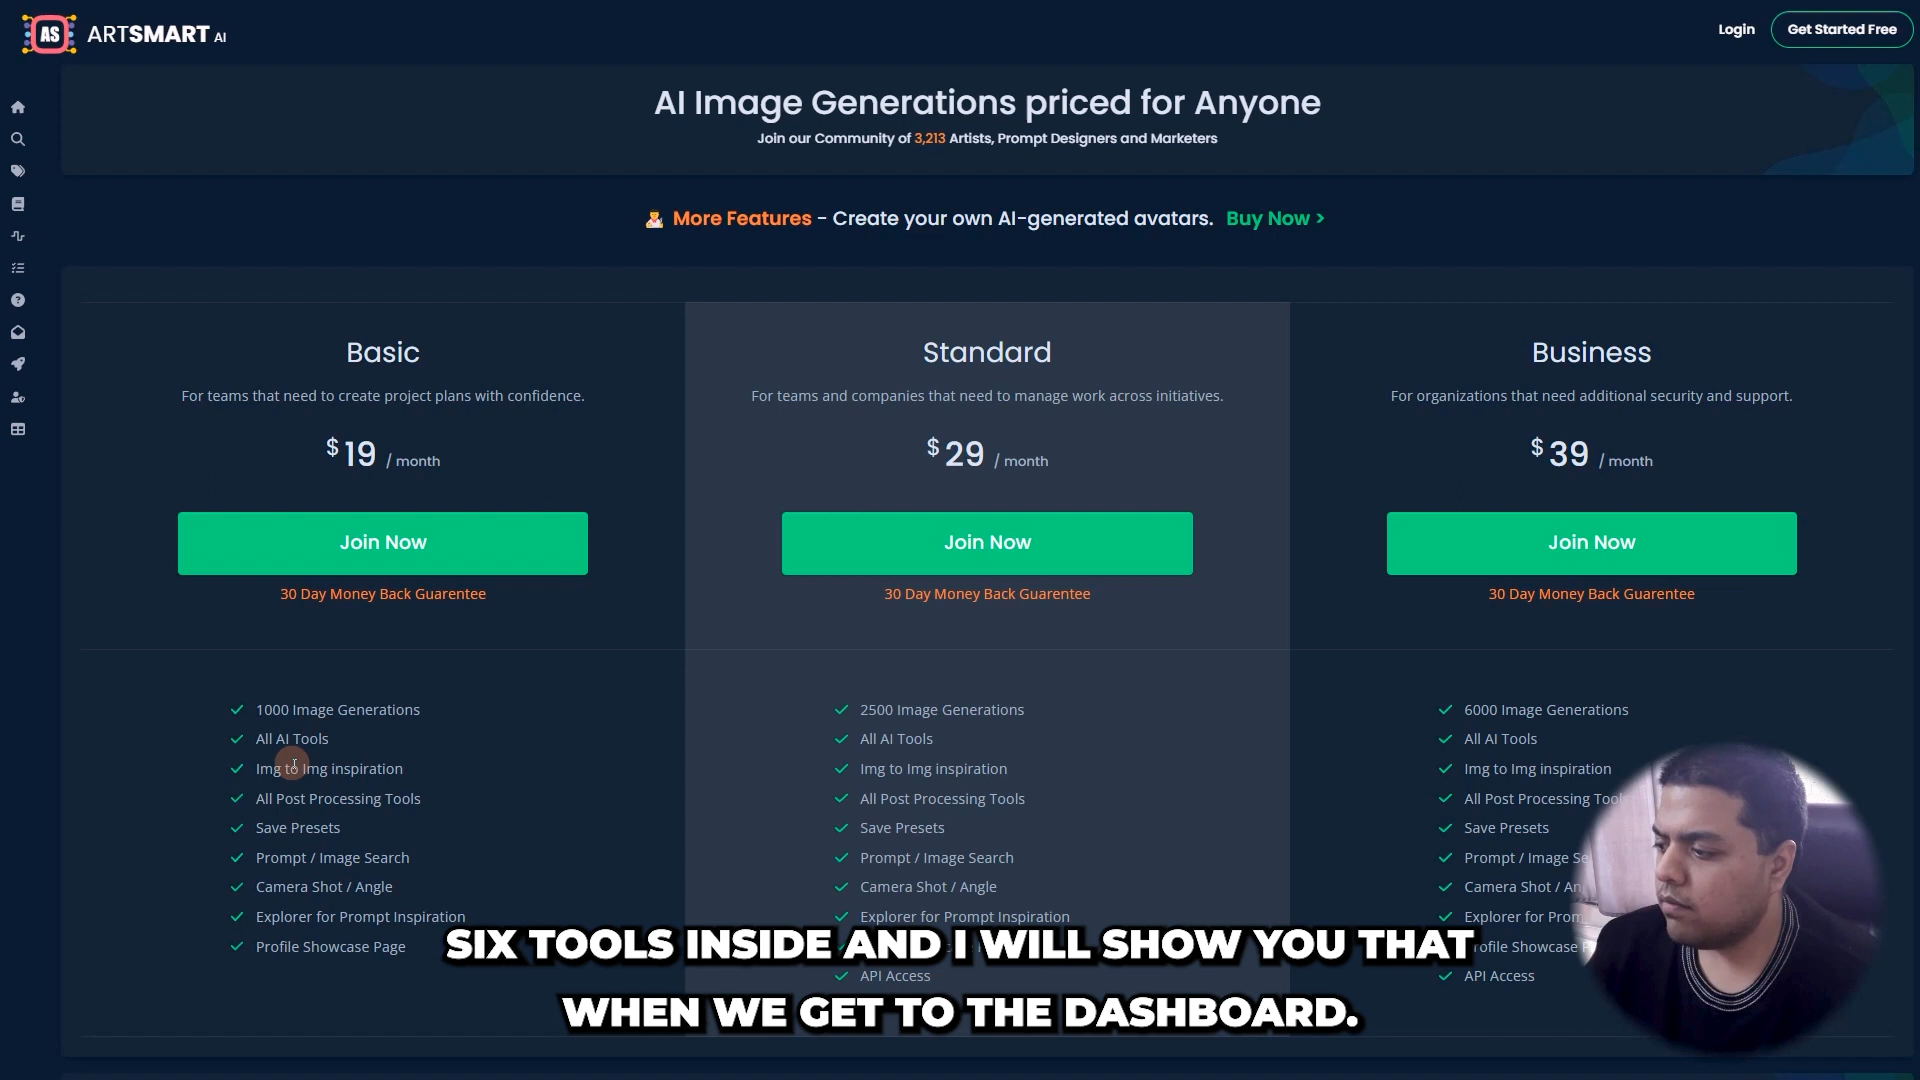 AS ARTSMART AI
Login
Get Started Free
AI Image Generations priced for Anyone
Join our Community of 3,213 Artists, Prompt Designers and Marketers
More Features - Create your own AI-generated avatars. Buy Now >
Basic
For teams that need to create project plans with confidence.
$19 / month
Join Now
30 Day Money Back Guarentee
1000 Image Generations
All AI Tools
Img to Img inspiration
All Post Processing Tools
Save Presets
Prompt / Image Search
Camera Shot / Angle
Explorer for Prompt Inspiration
Profile Showcase Page
Standard
For teams and companies that need to manage work across initiatives.
$29 / month
Join Now
30 Day Money Back Guarentee
2500 Image Generations
All AI Tools
Img to Img inspiration
All Post Processing Tools
Save Presets
Prompt / Image Search
Camera Shot / Angle
Explorer for Prompt Inspiration
API Access
Business
For organizations that need additional security and support.
$39 / month
Join Now
30 Day Money Back Guarentee
6000 Image Generations
All AI Tools
Img to Img inspiration
All Post Processing
Save Presets
Prompt / Image
Camera Shot /
Explorer for
Showcase
API Access
SIX TOOLS INSIDE AND I WILL SHOW YOU THAT
WHEN WE GET TO THE DASHBOARD.